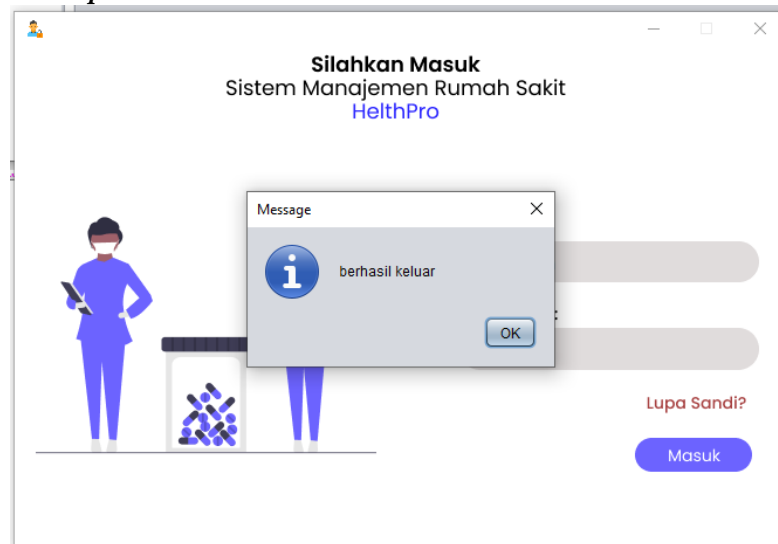 Silahkan Masuk
Sistem Manajemen Rumah Sakit
HelthPro
Message
berhasil keluar
:
OK
Lupa Sandi?
Masuk